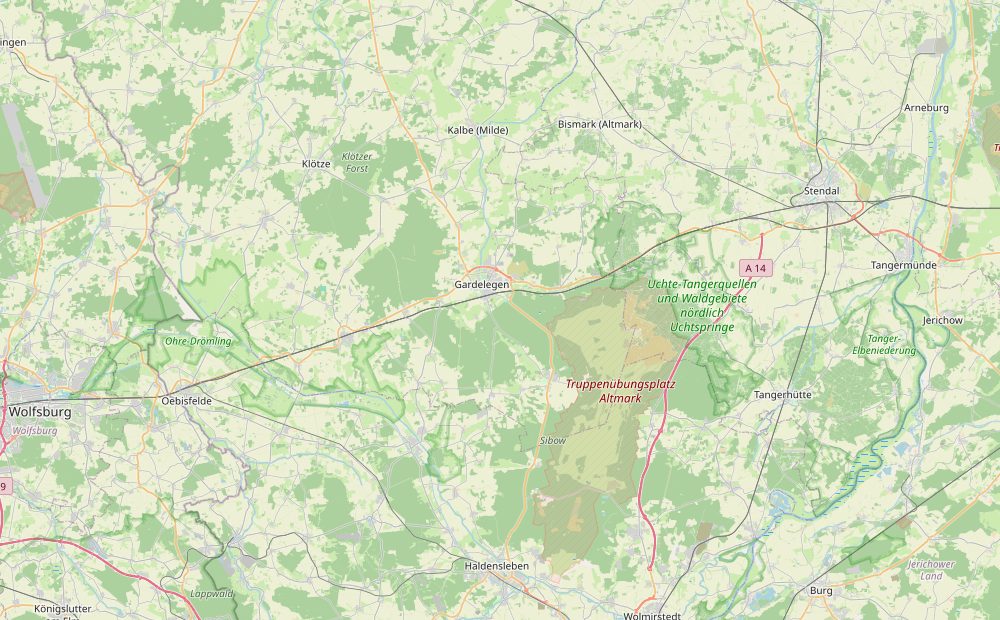 ingen
Arneburg
Kalbe (Milde)
Bismark (Altmark)
Klötze
Klötzer
Forst
Stendal
A 14
Tangermünde
Gardelegen
Uchte-Tangerquellen
und Waldgebiete
nördlich
Uchtspringe
Jerichow
Ohre-Drömling
Tanger-
Elbeniederung
Truppenübungsplatz
Altmark
Tangerhütte
Oebisfelde
Wolfsburg
Wolfsburg
Sibow
9
Haldensleben
Jerichower
Land
Lappwald
Burg
Königslutter
Wolmirstedt